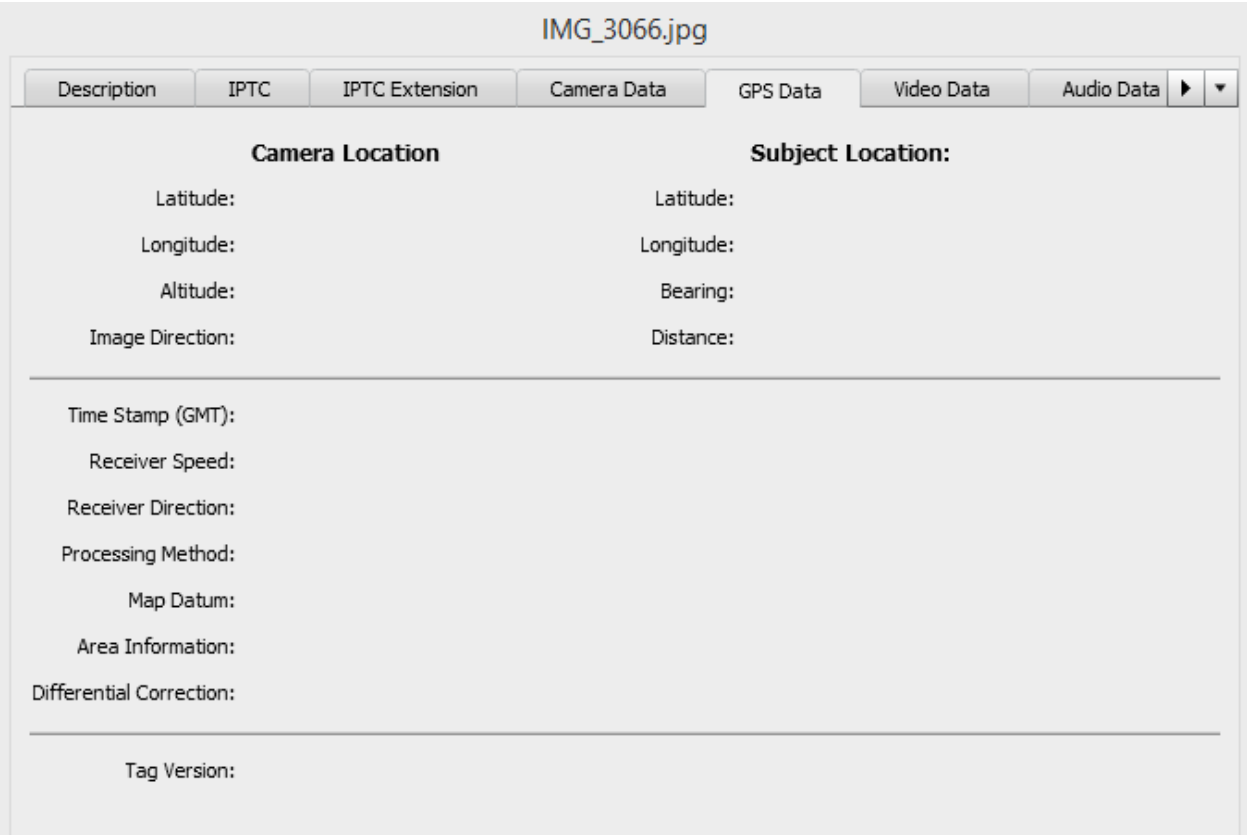 IMG_3066.jpg
Description IPTC IPTC Extension Camera Data GPS Data Video Data Audio Data
Camera Location Subject Location:
Latitude: Latitude:
Longitude: Longitude:
Altitude: Bearing:
Image Direction: Distance:
Time Stamp (GMT):
Receiver Speed:
Receiver Direction:
Processing Method:
Map Datum:
Area Information:
Differential Correction:
Tag Version: